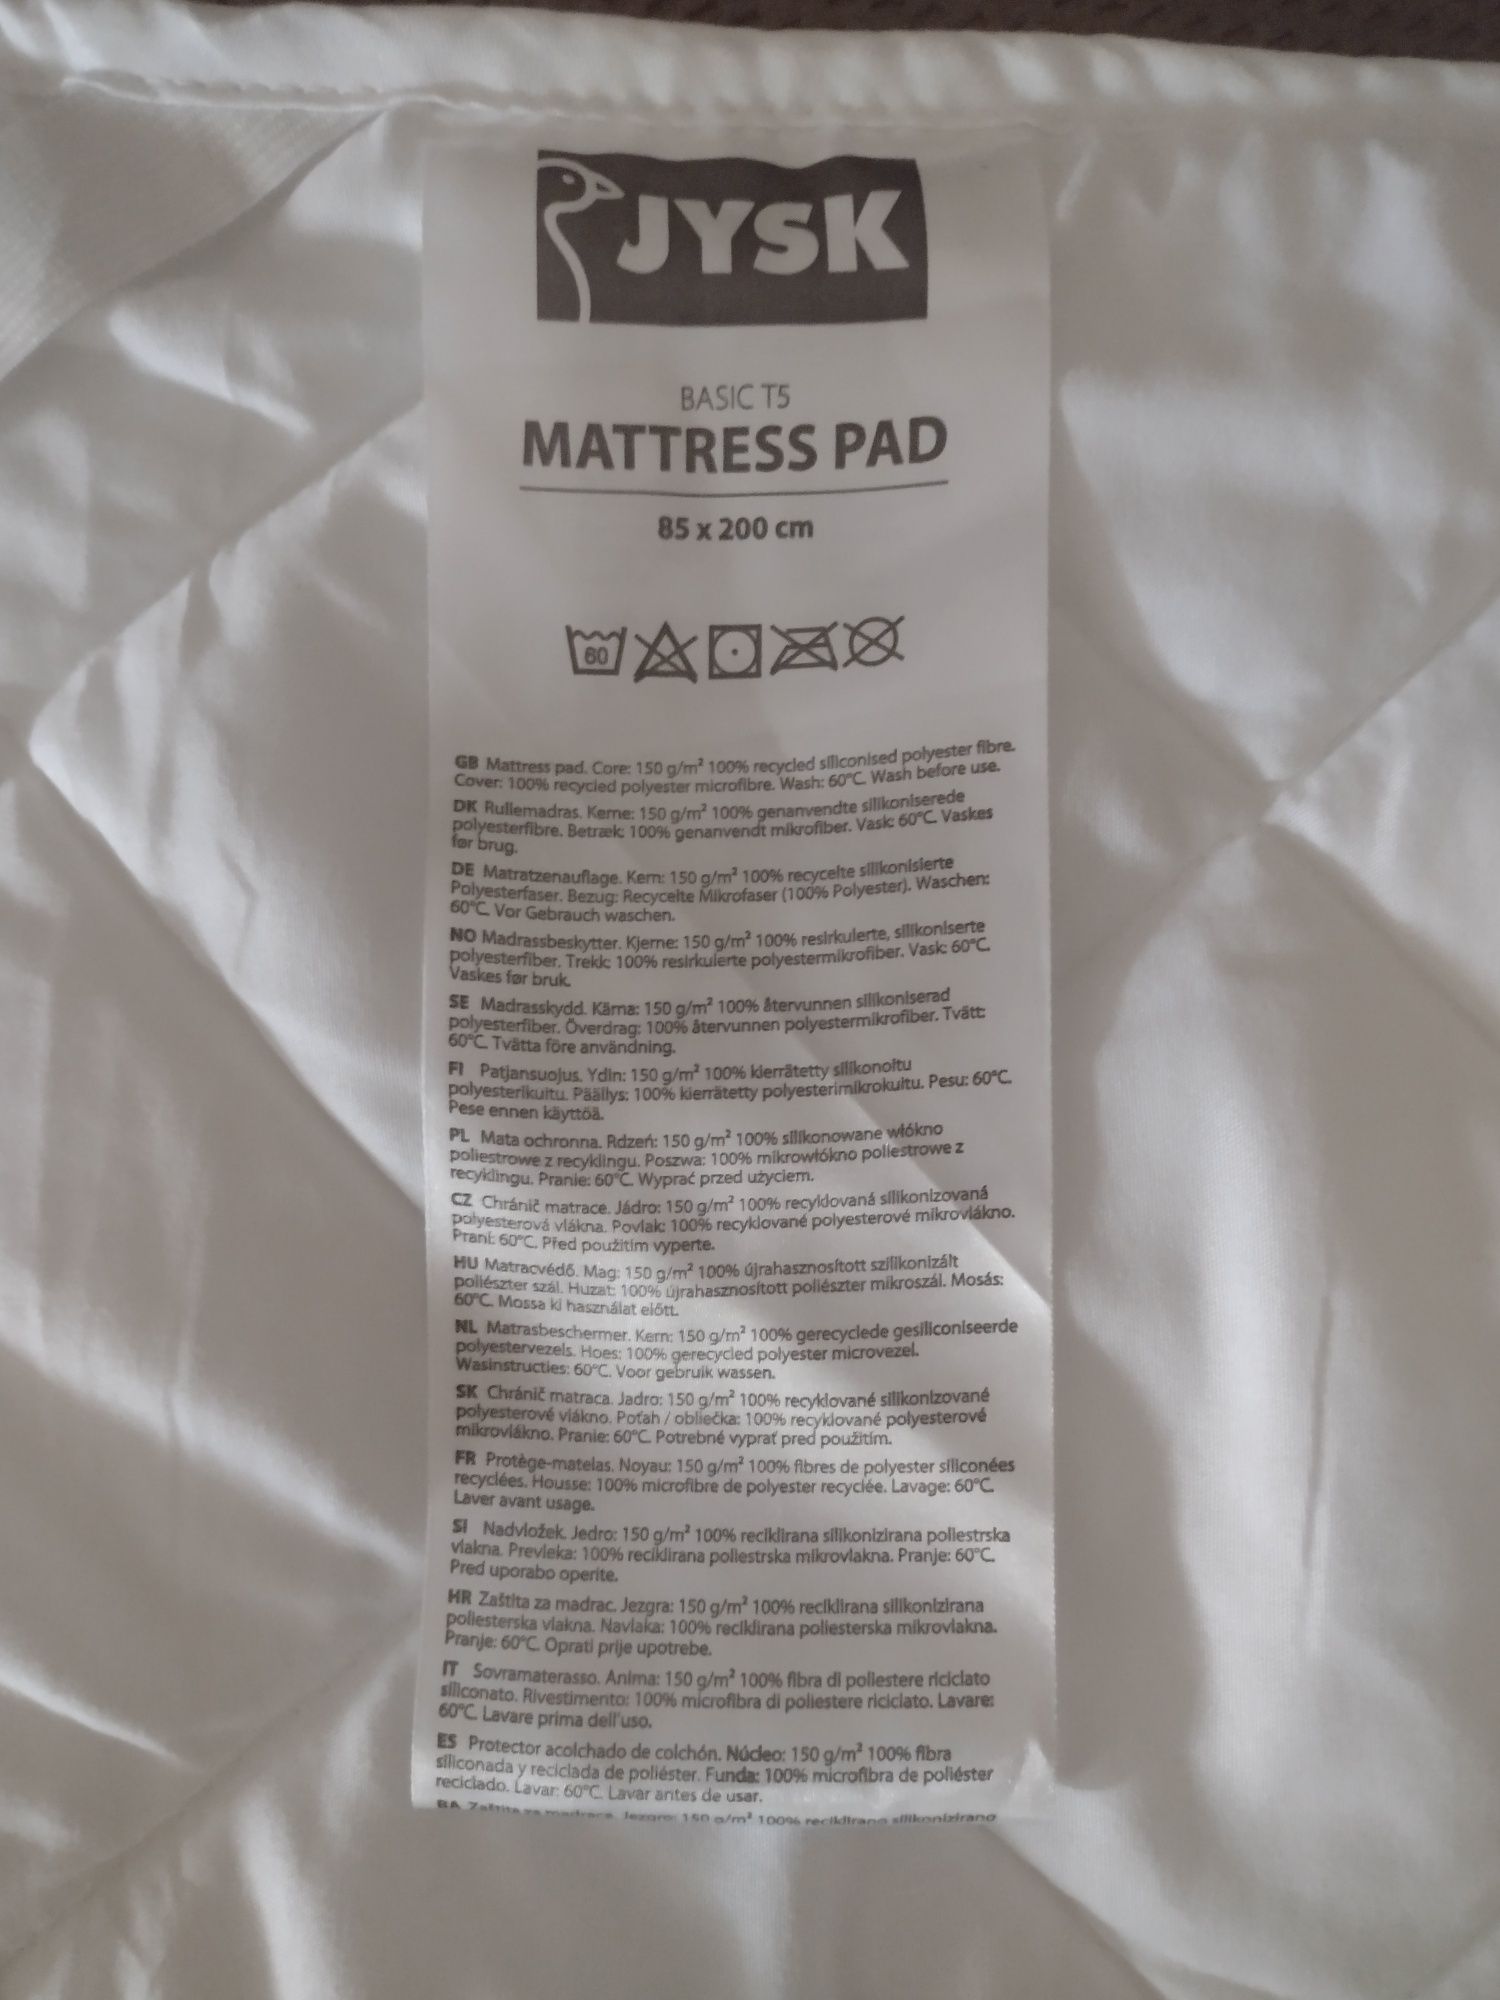 JYSK
BASIC T5
MATTRESS PAD
85 x 200 cm
60
GB Mattress pad. Core: 150 g/m² 100% recycled siliconised polyester fibre.
Cover: 100% recycled polyester microfibre. Wash: 60°C. Wash before use.
DK Rullemadras. Kerne: 150 g/m² 100% genanvendte silikoniserede
polyesterfibre. Betræk: 100% genanvendt mikrofiber. Vask: 60°C. Vaskes
før brug.
DE Matratzenauflage. Kern: 150 g/m² 100% recycelte silikonisierte
Polyesterfaser. Bezug: Recycelte Mikrofaser (100% Polyester). Waschen:
60°C. Vor Gebrauch waschen.
NO Madrassbeskytter. Kjerne: 150 g/m² 100% resirkulerte, silikoniserte
polyesterfiber. Trekk: 100% resirkulerte polyestermikrofiber. Vask: 60°C.
Vaskes før bruk.
SE Madrasskydd. Kärna: 150 g/m² 100% återvunnen silikoniserad
polyesterfiber. Överdrag: 100% återvunnen polyestermikrofiber. Tvätt:
60°C. Tvätta före användning.
FI Patjansuojus. Ydin: 150 g/m² 100% kierrätetty silikonoitu
polyesterikuitu. Päällys: 100% kierrätetty polyesterimikrokuitu. Pesu: 60°C.
Pese ennen käyttöä.
PL Mata ochronna. Rdzeń: 150 g/m² 100% silikonowane włókno
poliestrowe z recyklingu. Poszwa: 100% mikrowłókno poliestrowe z
recyklingu. Pranie: 60°C. Wyprać przed użyciem.
CZ Chránič matrace. Jádro: 150 g/m² 100% recyklovaná silikonizovaná
polyesterová vlákna. Povlak: 100% recyklované polyesterové mikrovlákno.
Praní: 60°C. Před použitím vyperte.
HU Matracvédő. Mag: 150 g/m² 100% újrahasznosított szilikonizált
poliészter szál. Huzat: 100% újrahasznosított poliészter mikroszál. Mosás:
60°C. Mossa ki használat előtt.
NL Matrasbeschermer. Kern: 150 g/m² 100% gerecyclede gesiliconiseerde
polyestervezels. Hoes: 100% gerecycled polyester microvezel.
Wasinstructies: 60°C. Voor gebruik wassen.
SK Chránič matraca. Jadro: 150 g/m² 100% recyklované silikonizované
polyesterové vlákno. Poťah / obliečka: 100% recyklované polyesterové
mikrovlákno. Pranie: 60°C. Potrebné vyprať pred použitím.
FR Protège-matelas. Noyau: 150 g/m² 100% fibres de polyester siliconées
recyclées. Housse: 100% microfibre de polyester recyclée. Lavage: 60°C.
Laver avant usage.
SI Nadvložek. Jedro: 150 g/m² 100% reciklirana silikonizirana poliestrska
vlakna. Prevleka: 100% reciklirana poliestrska mikrovlakna. Pranje: 60°C.
Pred uporabo operite.
HR Zaštita za madrac. Jezgra: 150 g/m² 100% reciklirana silikonizirana
poliesterska vlakna. Navlaka: 100% reciklirana poliesterska mikrovlakna.
Pranje: 60°C. Oprati prije upotrebe.
IT Sovramaterasso. Anima: 150 g/m² 100% fibra di poliestere riciclato
siliconato. Rivestimento: 100% microfibra di poliestere riciclato. Lavare:
60°C. Lavare prima dell'uso.
ES Protector acolchado de colchón. Núcleo: 150 g/m² 100% fibra
siliconada y reciclada de poliéster. Funda: 100% microfibra de poliéster
reciclado. Lavar: 60°C. Lavar antes de usar.
BA Zaštita za madrace. Jezgro: 150 g/m² 100% reciklirano silikonizirano